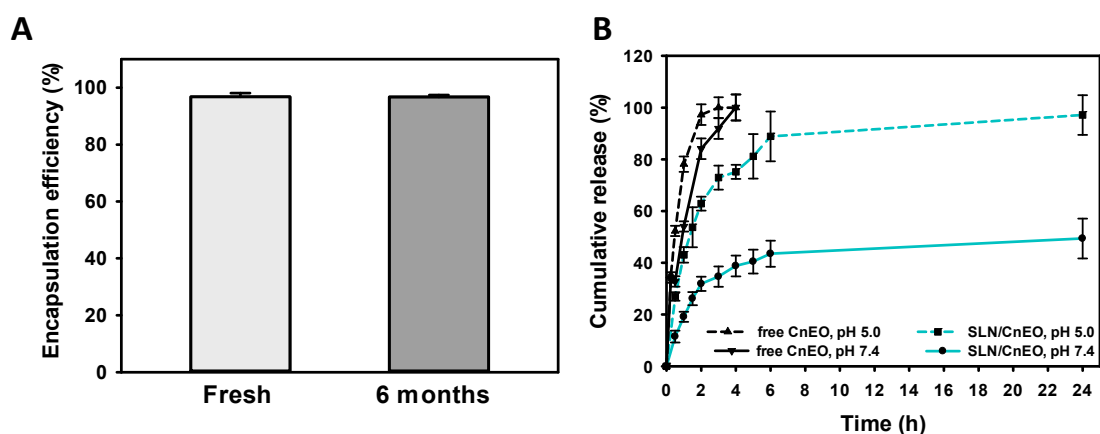 A
Encapsulation efficiency (%)
100
80
60
40
20
0
Fresh
6 months
B
Cumulative release (%)
120
100
80
60
40
20
0
free CnEO, pH 5.0
free CnEO, pH 7.4
SLN/CnEO, pH 5.0
SLN/CnEO, pH 7.4
0 2 4 6 8 10 12 14 16 18 20 22 24
Time (h)